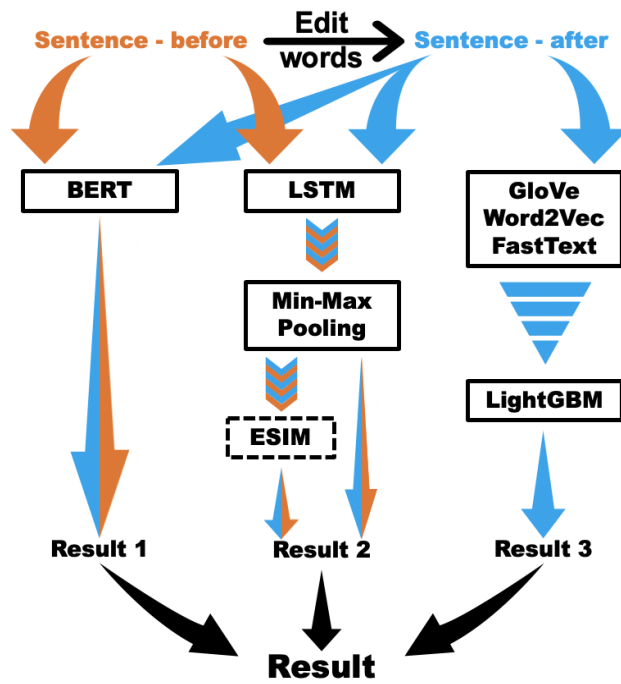 Edit
Sentence - before
Sentence - after
words
BERT
LSTM
GloVe
Word2Vec
FastText
Min-Max
Pooling
LightGBM
ESIM
Result 1
Result 2
Result 3
Result